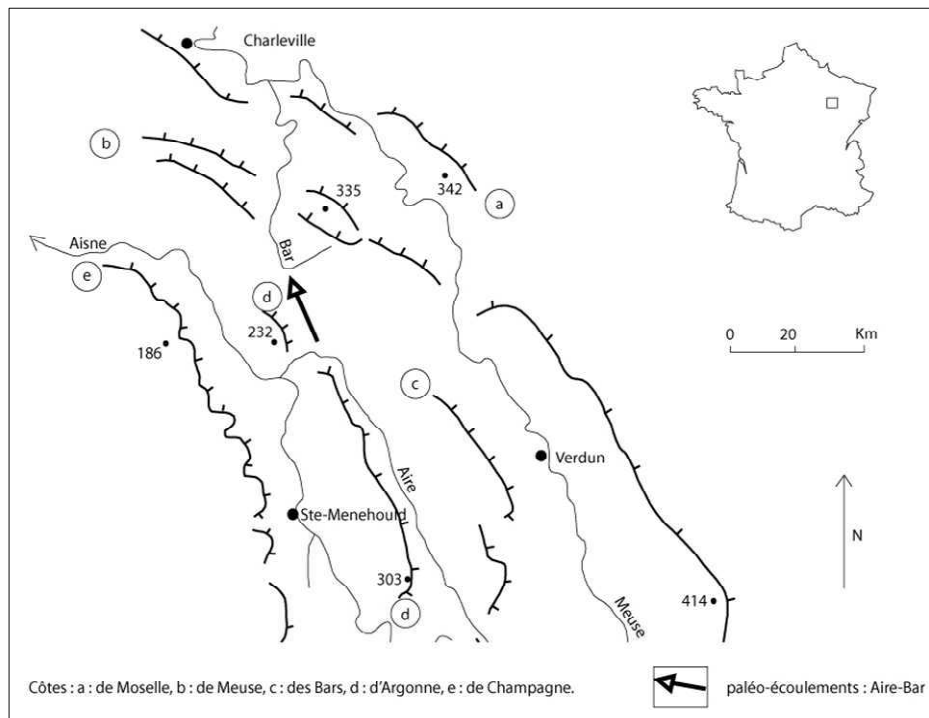 Charleville
b
335
342
a
Aisne
Bar
e
d
232
186
0 20 Km
c
Aire
Verdun
Ste-Menehould
N
303
d
Meuse
414
Côtes : a : de Moselle, b : de Meuse, c : des Bars, d : d'Argonne, e : de Champagne.
paléo-écoulements : Aire-Bar